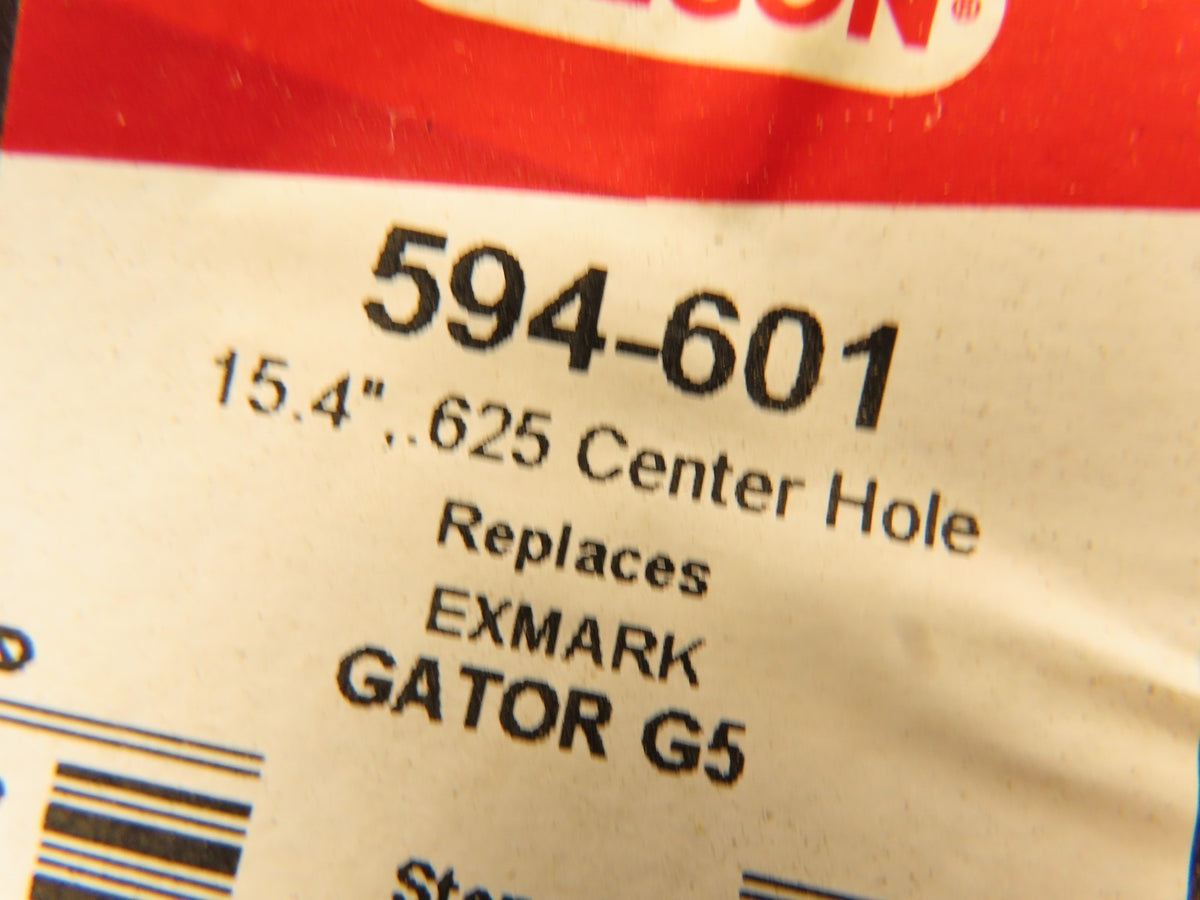 594-601
15.4",..625 Center Hole
Replaces
EXMARK
GATOR G5